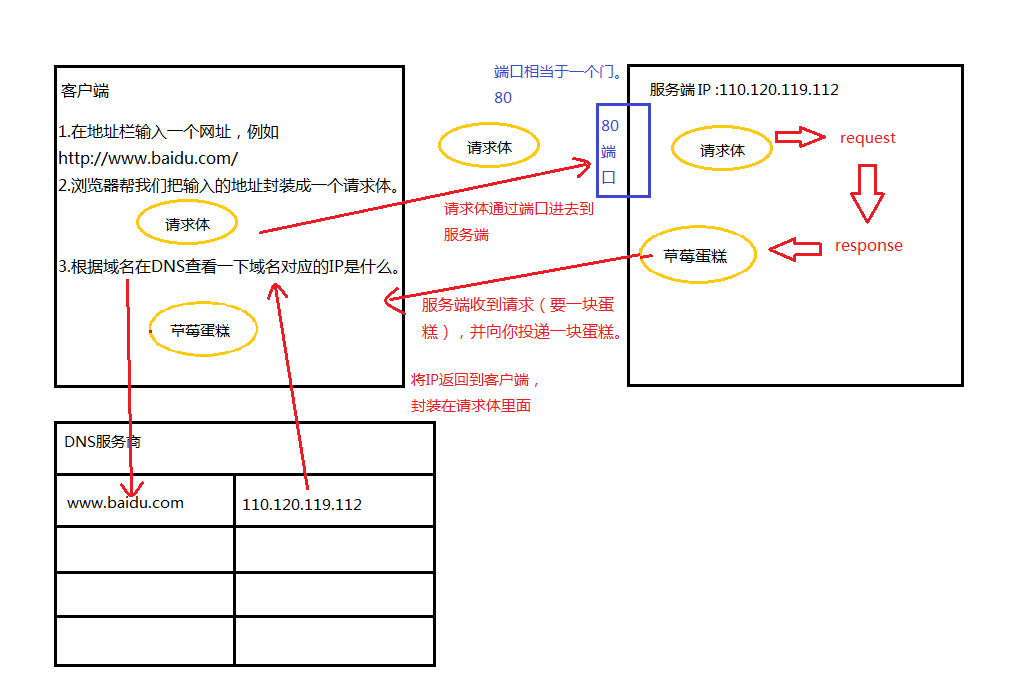 客户端
1.在地址栏输入一个网址，例如
http://www.baidu.com/
2.浏览器帮我们把输入的地址封装成一个请求体。
请求体
3.根据域名在DNS查看一下域名对应的IP是什么。
草莓蛋糕
端口相当于一个门。
80
请求体
80
端
口
请求体通过端口进去到
服务端
服务端收到请求（要一块蛋
糕），并向你投递一块蛋糕。
将IP返回到客户端，
封装在请求体里面
服务端 IP :110.120.119.112
请求体
request
response
草莓蛋糕
DNS服务商
www.baidu.com
110.120.119.112